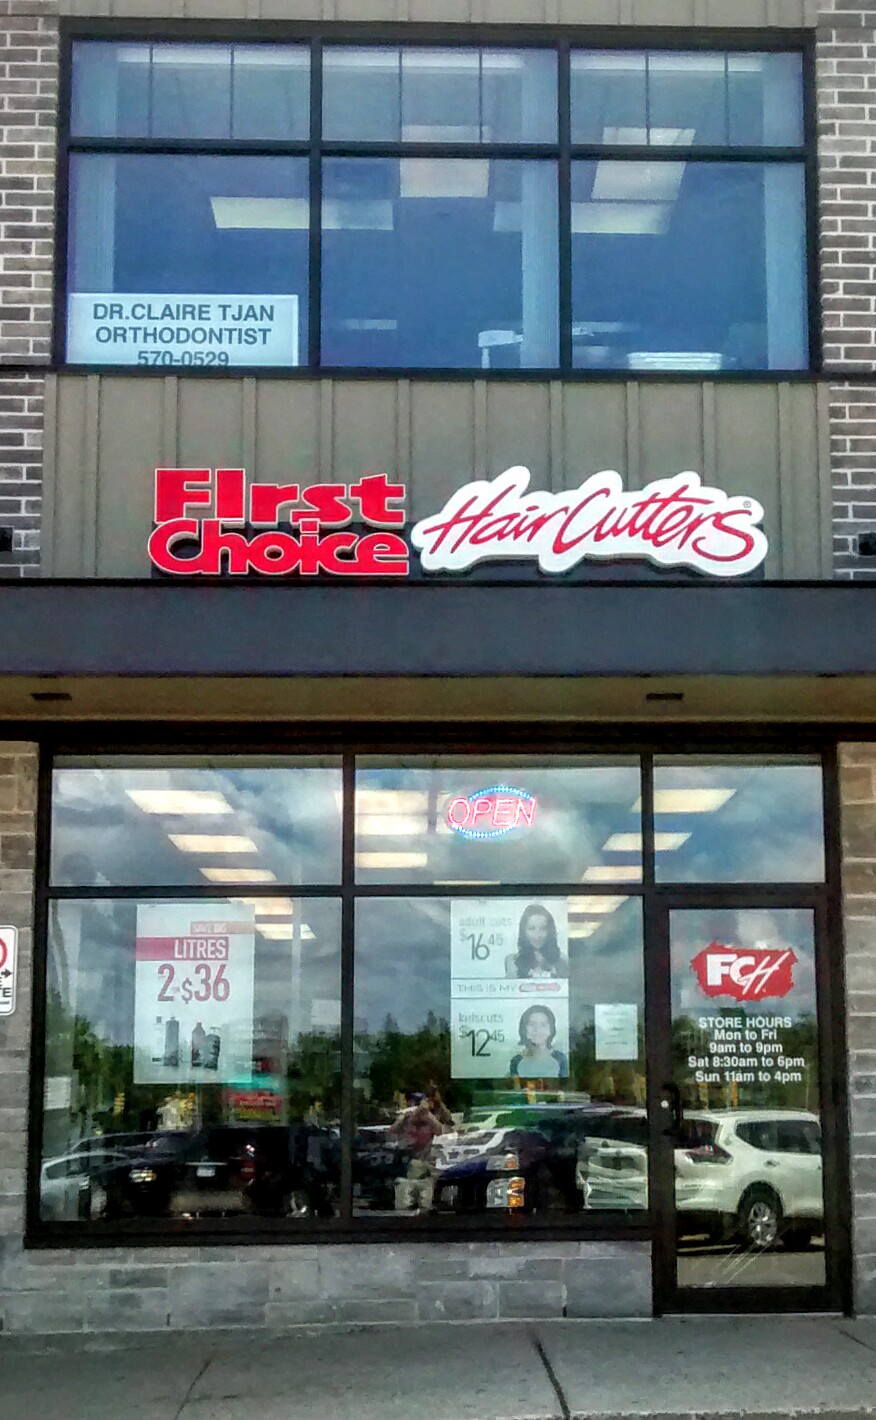 DR.CLAIRE TJAN
ORTHODONTIST
570-0529
FIrst
Choice
HairCutters®
OPEN
SAVE BIG
LITRES
2 $36
adult cuts
$16 45
THIS IS MY
kids cuts
$12 45
FCH
STORE HOURS
Mon to Fri
9am to 9pm
Sat 8:30am to 6pm
Sun 11am to 4pm